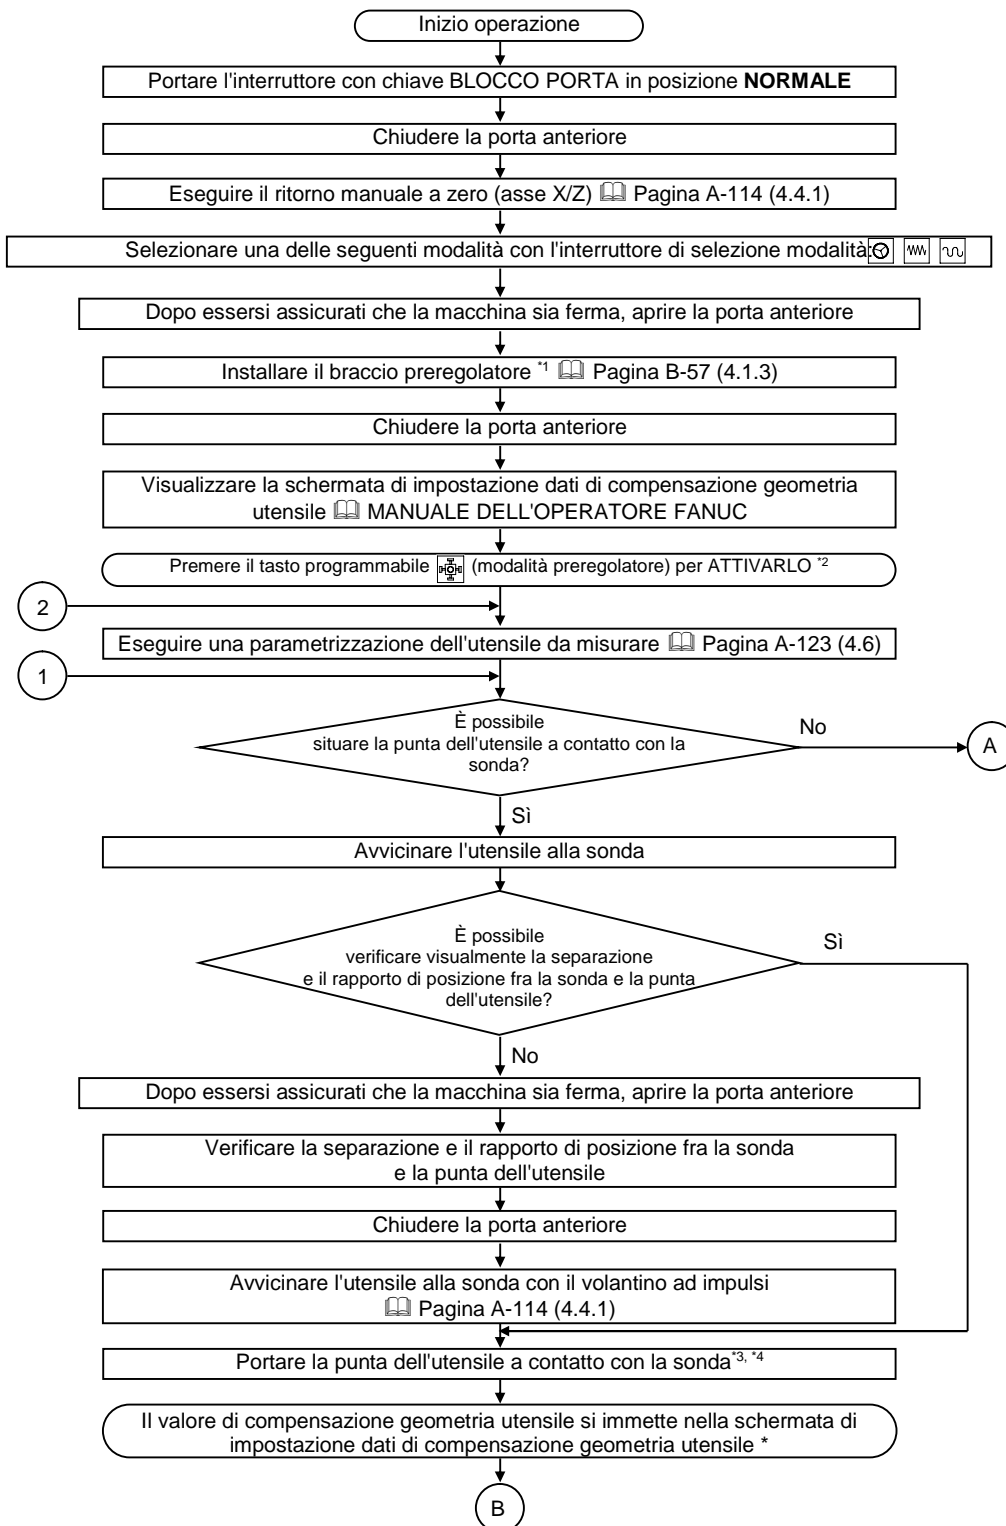 Inizio operazione
Portare l'interruttore con chiave BLOCCO PORTA in posizione NORMALE
Chiudere la porta anteriore
Eseguire il ritorno manuale a zero (asse X/Z) Pagina A-114 (4.4.1)
Selezionare una delle seguenti modalità con l'interruttore di selezione modalità:
Dopo essersi assicurati che la macchina sia ferma, aprire la porta anteriore
Installare il braccio preregolatore *1 Pagina B-57 (4.1.3)
Chiudere la porta anteriore
Visualizzare la schermata di impostazione dati di compensazione geometria
utensile MANUALE DELL'OPERATORE FANUC
Premere il tasto programmabile (modalità preregolatore) per ATTIVARLO *2
2
Eseguire una parametrizzazione dell'utensile da misurare Pagina A-123 (4.6)
1
È possibile
situare la punta dell'utensile a contatto con la
sonda?
No
A
Sì
Avvicinare l'utensile alla sonda
È possibile
verificare visualmente la separazione
e il rapporto di posizione fra la sonda e la punta
dell'utensile?
Sì
No
Dopo essersi assicurati che la macchina sia ferma, aprire la porta anteriore
Verificare la separazione e il rapporto di posizione fra la sonda
e la punta dell'utensile
Chiudere la porta anteriore
Avvicinare l'utensile alla sonda con il volantino ad impulsi
Pagina A-114 (4.4.1)
Portare la punta dell'utensile a contatto con la sonda*3, *4
Il valore di compensazione geometria utensile si immette nella schermata di
impostazione dati di compensazione geometria utensile *
B